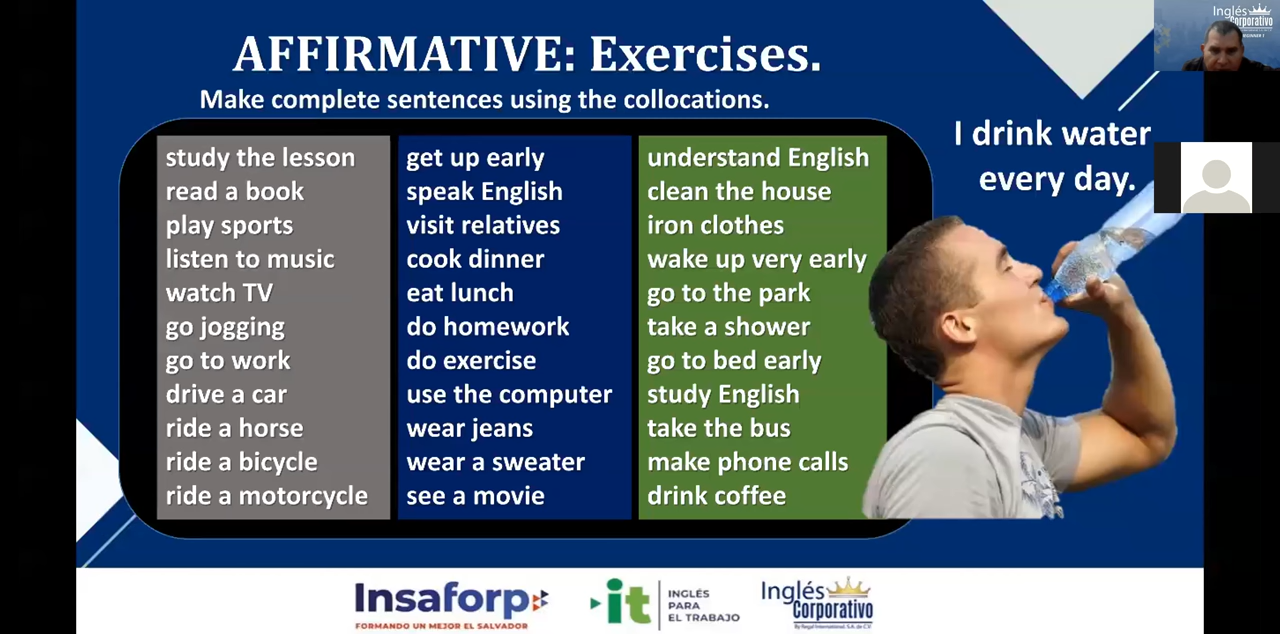 AFFIRMATIVE: Exercises.
Make complete sentences using the collocations.
study the lesson
read a book
play sports
listen to music
watch TV
go jogging
go to work
drive a car
ride a horse
ride a bicycle
ride a motorcycle
get up early
speak English
visit relatives
cook dinner
eat lunch
do homework
do exercise
use the computer
wear jeans
wear a sweater
see a movie
understand English
clean the house
iron clothes
wake up very early
go to the park
take a shower
go to bed early
study English
take the bus
make phone calls
drink coffee
I drink water
every day.
Inglés
Corporativo
Insaforp
FORMANDO UN MEJOR EL SALVADOR
it
INGLÉS
PARA
EL TRABAJO
Inglés
Corporativo
By Regal International, S.A. de C.V.